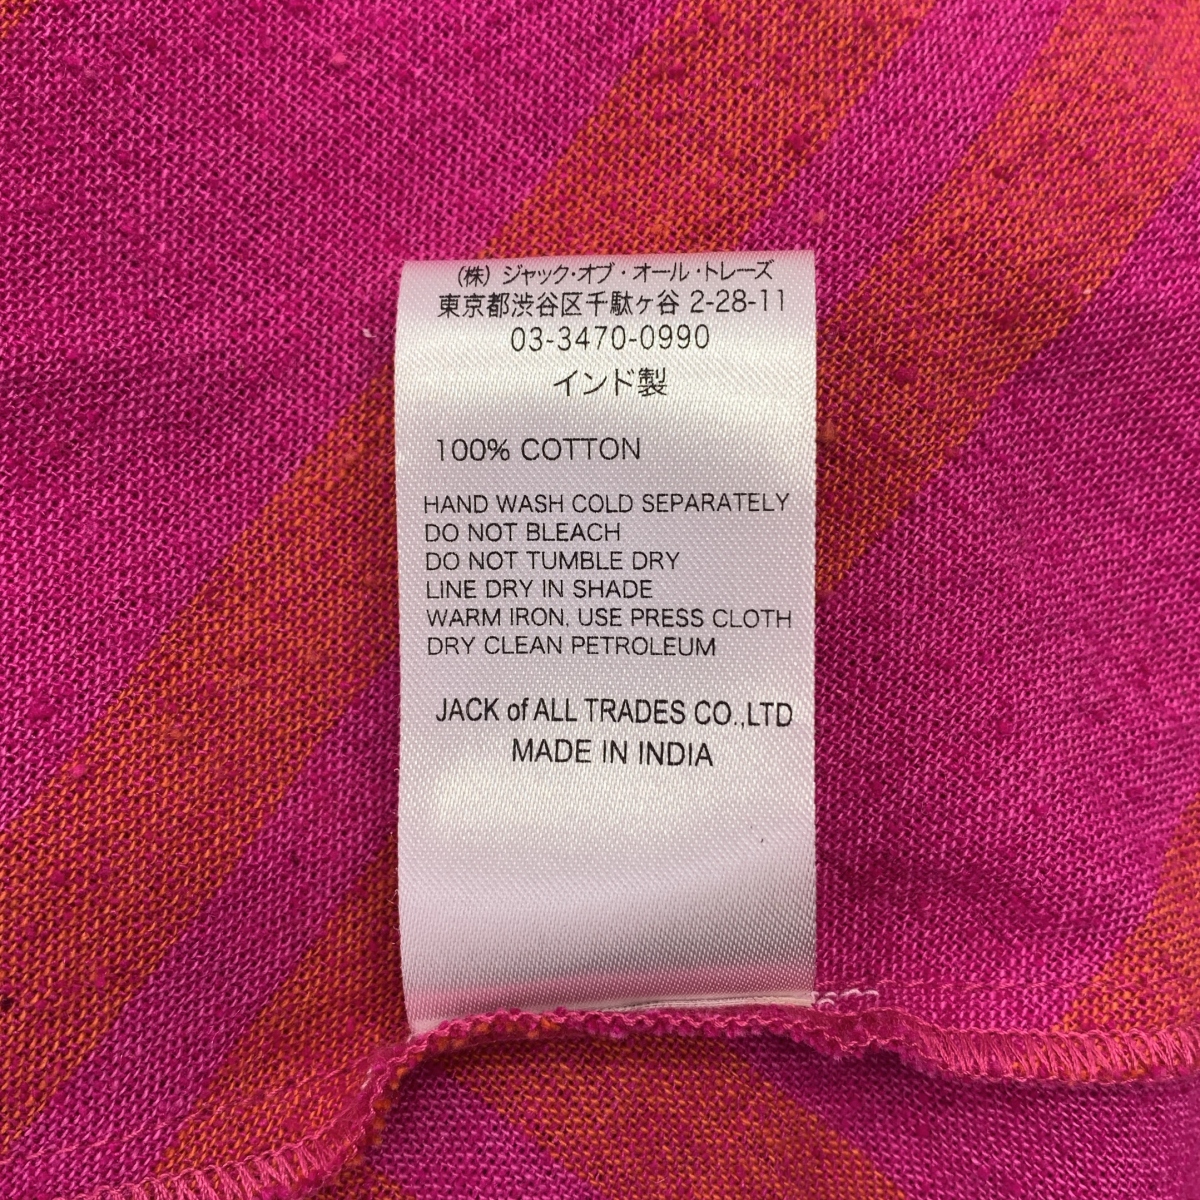 (株) ジャック・オブ・オール・トレーズ
東京都渋谷区千駄ヶ谷 2-28-11
03-3470-0990
インド製
100% COTTON
HAND WASH COLD SEPARATELY
DO NOT BLEACH
DO NOT TUMBLE DRY
LINE DRY IN SHADE
WARM IRON. USE PRESS CLOTH
DRY CLEAN PETROLEUM
JACK of ALL TRADES CO.,LTD
MADE IN INDIA